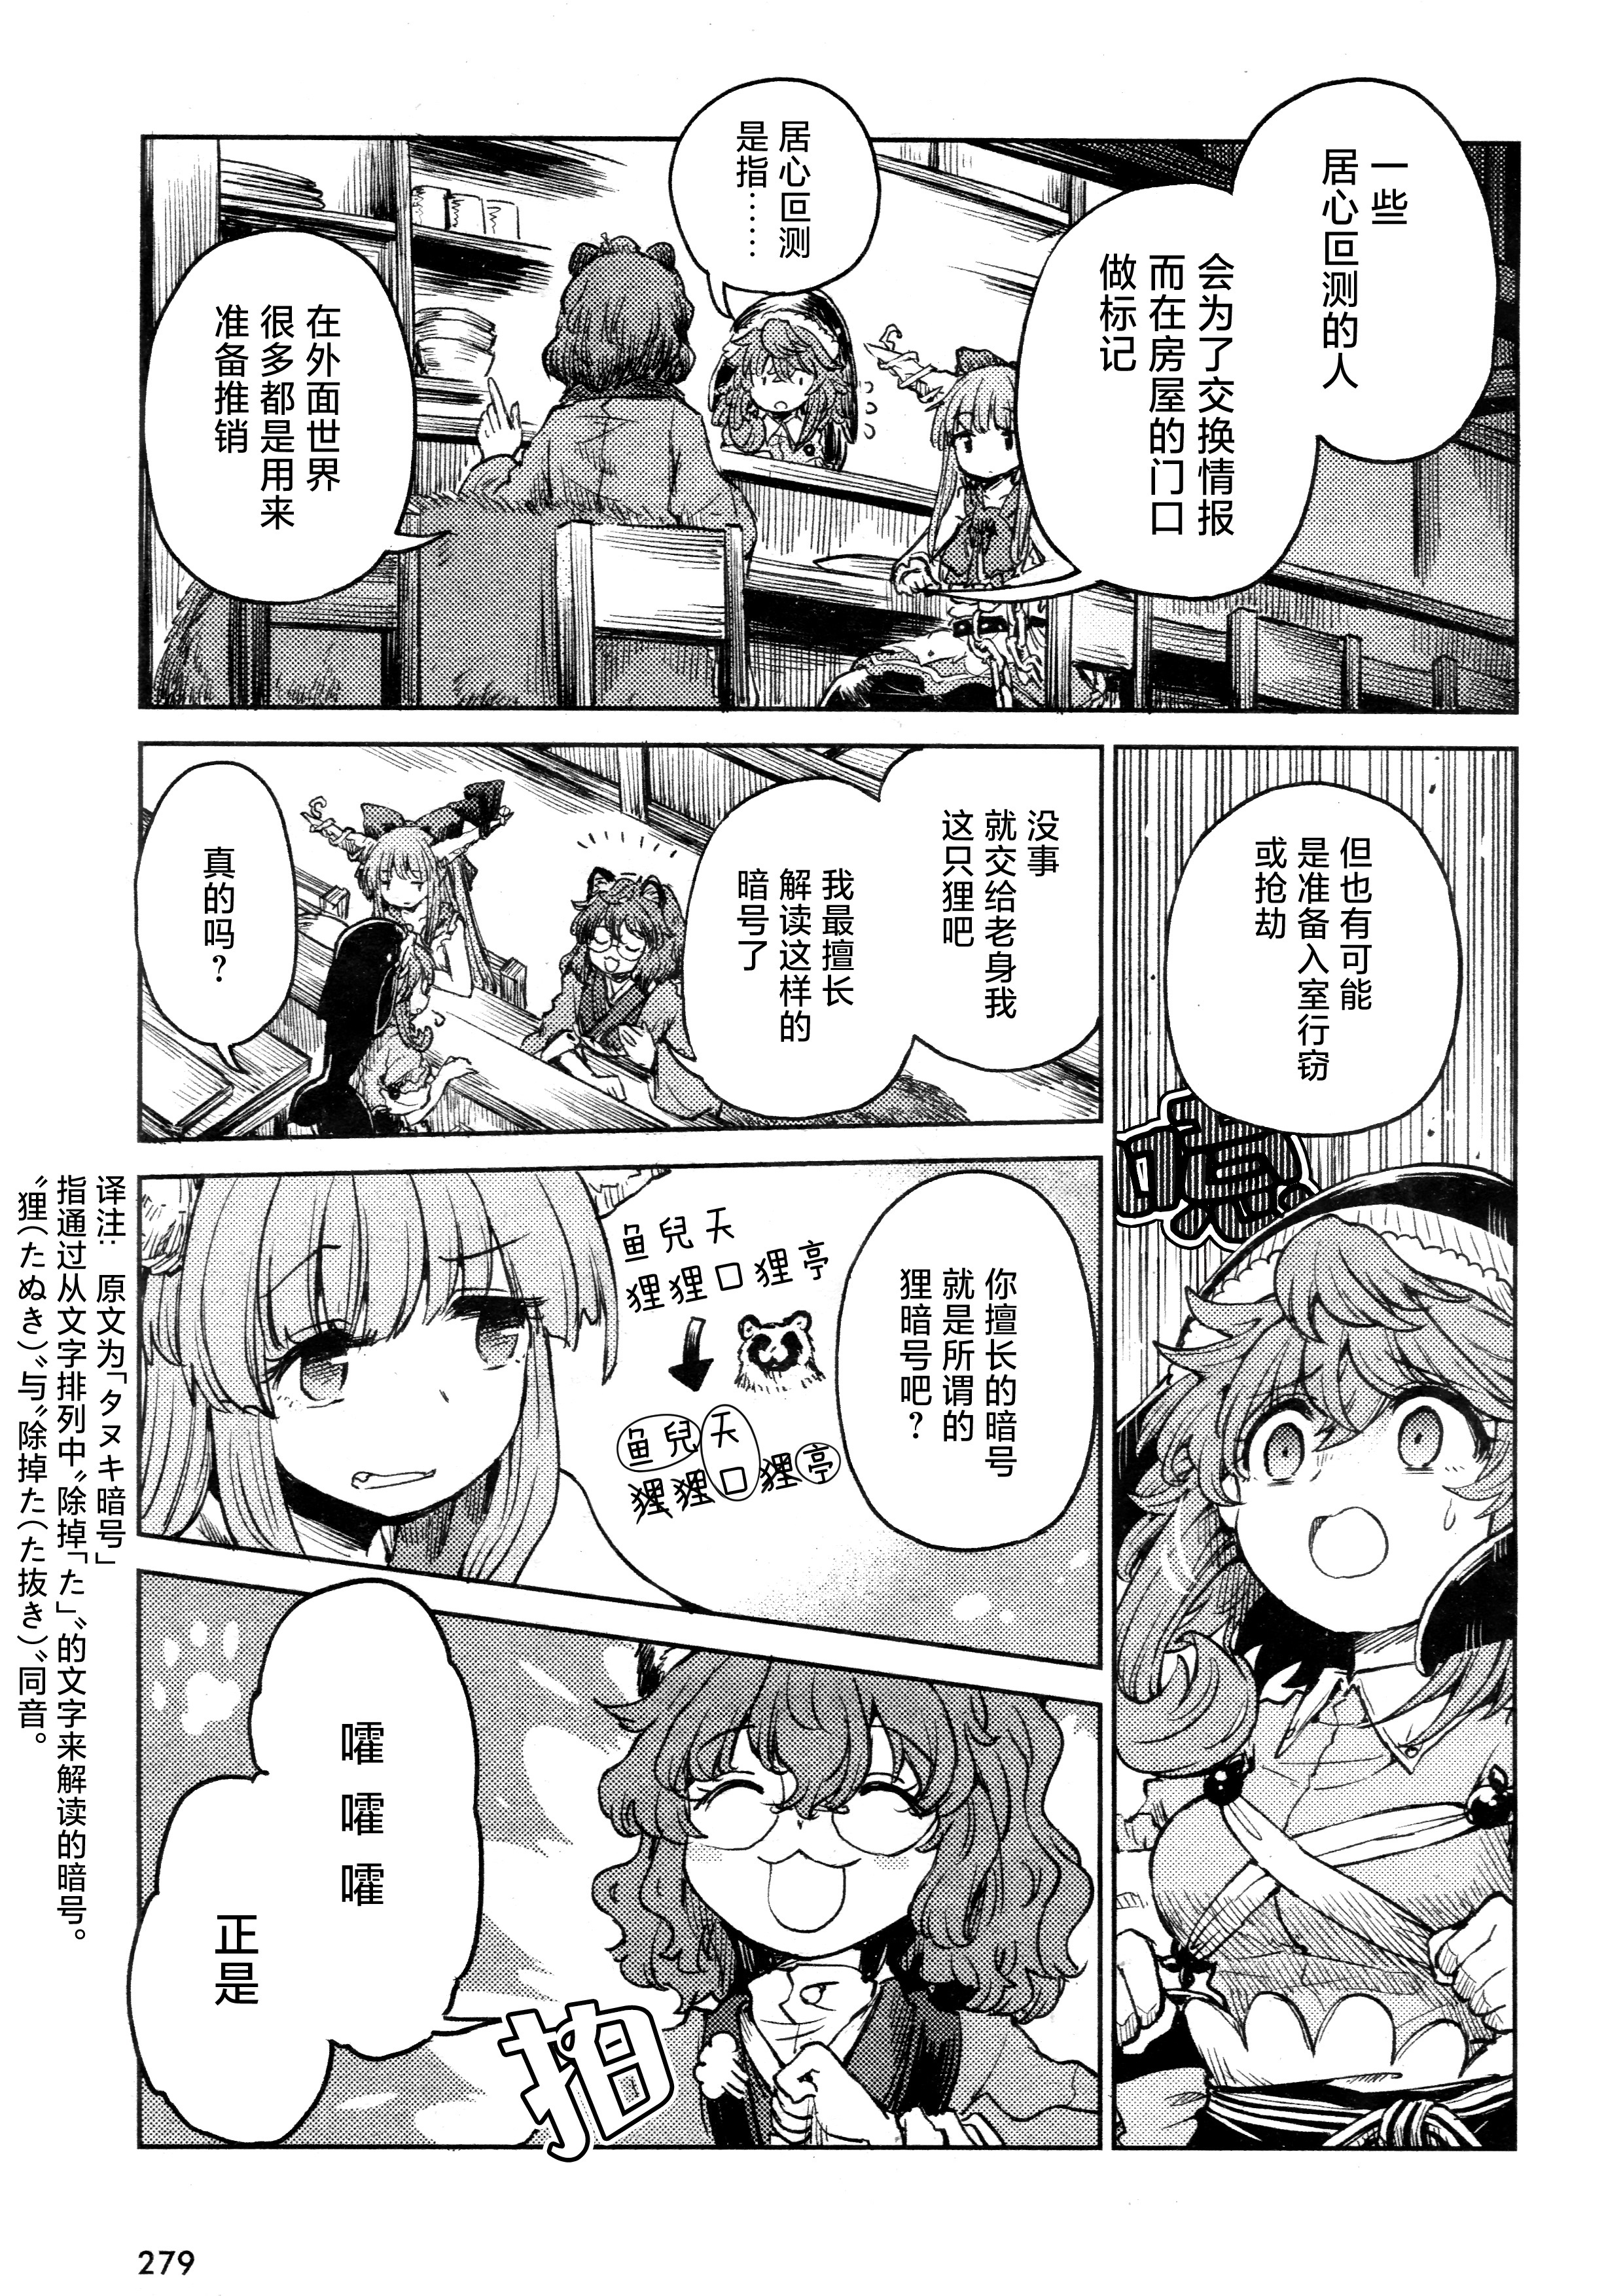 一些
居心叵测的人
会为了交换情报
而在房屋的门口
做标记
居心叵测
是指……
在外面世界
很多都是用来
准备推销
但也有可能
是准备入室行窃
或抢劫
没事
就交给老身我
这只狸吧
我最擅长
解读这样的
暗号了
真的吗？
你擅长的暗号
就是所谓的
狸暗号吧？
鱼兒天
狸狸口狸亭
鱼兒天
狸狸口狸亭
嚯嚯嚯
正是
拍
译注：原文为「タヌキ暗号」
指通过从文字排列中〝除掉「た」〟的文字来解读的暗号。
〝狸（たぬき）〟与〝除掉た（た抜き）〟同音。
279